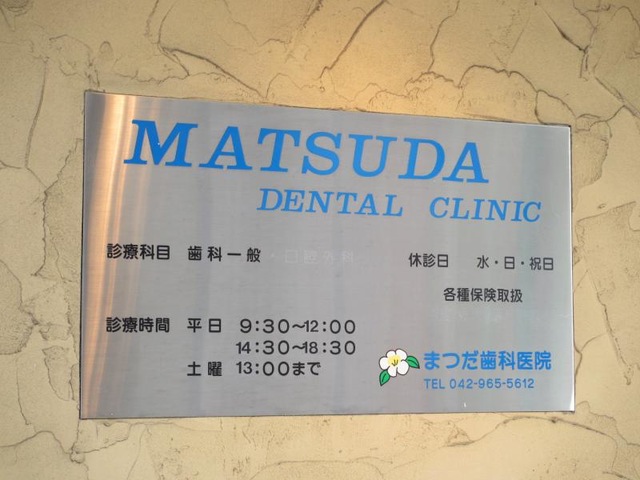 MATSUDA
DENTAL CLINIC
診療科目 歯科一般
休診日 水・日・祝日
各種保険取扱
診療時間 平日 9:30~12:00
14:30~18:30
土曜 13:00まで
まつだ歯科医院
TEL 042-965-5612